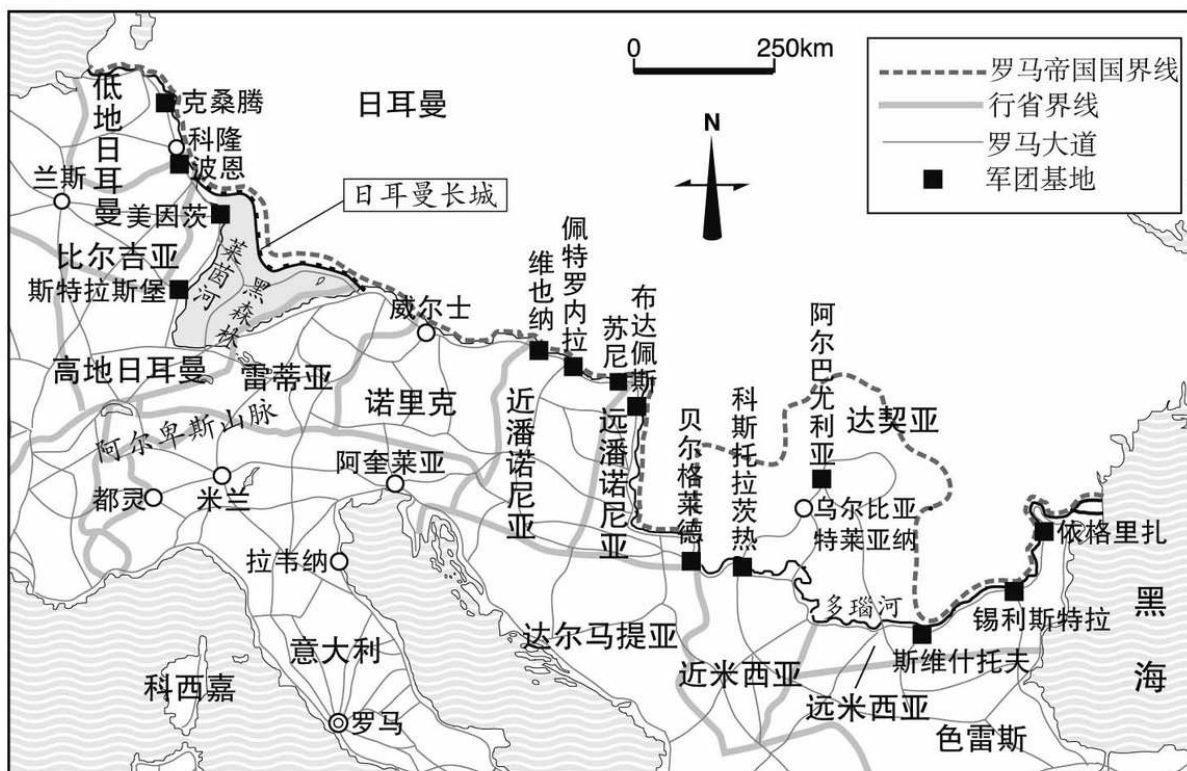 0
250km
罗马帝国国界线
行省界线
罗马大道
军团基地
N
低地日耳曼
克桑腾
日耳曼
科隆
波恩
兰斯
日耳曼长城
美因茨
比尔吉亚
莱茵河
黑森林
斯特拉斯堡
威尔士
维也纳
佩特罗内拉
苏尼
布达佩斯
阿尔巴尤利亚
高地日耳曼
雷蒂亚
诺里克
近潘诺尼亚
远潘诺尼亚
贝尔格莱德
科斯托拉茨热
达契亚
阿尔卑斯山脉
阿奎莱亚
都灵
米兰
乌尔比亚
特莱亚纳
依格里扎
拉韦纳
多瑙河
锡利斯特拉
黑海
意大利
达尔马提亚
近米西亚
斯维什托夫
科西嘉
远米西亚
罗马
色雷斯